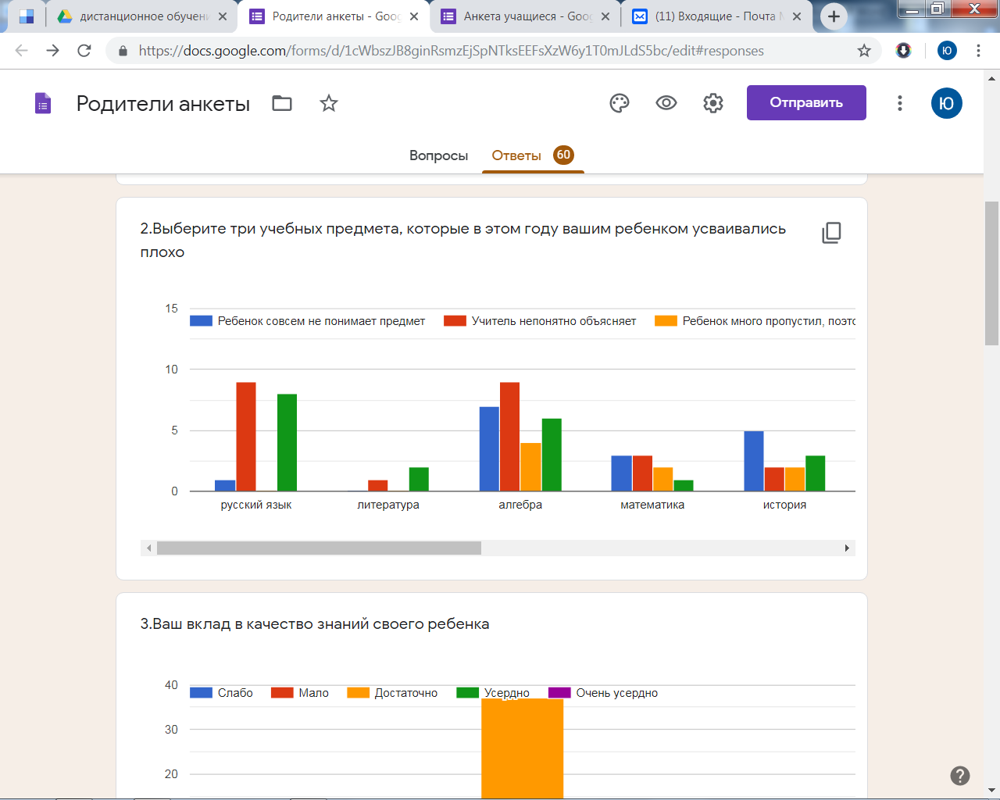 дистанционное обучени
Родители анкеты - Goog
Анкета учащиеся - Goog
(11) Входящие - Почта M
https://docs.google.com/forms/d/1cWbszJB8ginRsmzEjSpNTksEEFsXzW6y1T0mJLdS5bc/edit#responses
Ю
Родители анкеты
Отправить
Ю
Вопросы
Ответы 60
2.Выберите три учебных предмета, которые в этом году вашим ребенком усваивались
плохо
15
Ребенок совсем не понимает предмет
Учитель непонятно объясняет
Ребенок много пропустил, поэтс
10
5
0
русский язык
литература
алгебра
математика
история
3.Ваш вклад в качество знаний своего ребенка
40
Слабо
Мало
Достаточно
Усердно
Очень усердно
30
20